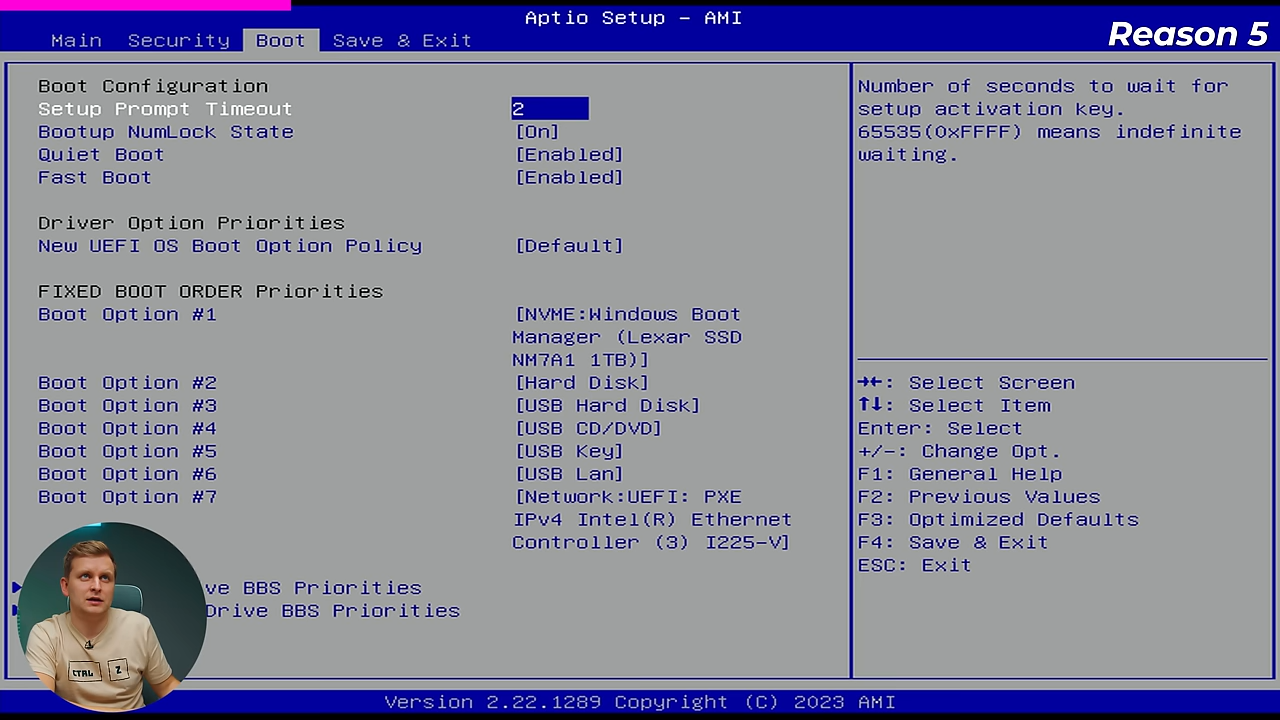 Aptio Setup - AMI
Main Security Boot Save & Exit
Reason 5
Boot Configuration
Setup Prompt Timeout 2
Bootup NumLock State [On]
Quiet Boot [Enabled]
Fast Boot [Enabled]
Driver Option Priorities
New UEFI OS Boot Option Policy [Default]
FIXED BOOT ORDER Priorities
Boot Option #1 [NVME:Windows Boot
Manager (Lexar SSD
NM7A1 1TB)]
Boot Option #2 [Hard Disk]
Boot Option #3 [USB Hard Disk]
Boot Option #4 [USB CD/DVD]
Boot Option #5 [USB Key]
Boot Option #6 [USB Lan]
Boot Option #7 [Network:UEFI: PXE
IPv4 Intel(R) Ethernet
Controller (3) I225-V]
ve BBS Priorities
Drive BBS Priorities
Number of seconds to wait for
setup activation key.
65535(0xFFFF) means indefinite
waiting.
→←: Select Screen
↑↓: Select Item
Enter: Select
+/-: Change Opt.
F1: General Help
F2: Previous Values
F3: Optimized Defaults
F4: Save & Exit
ESC: Exit
CTRL Z
Version 2.22.1289 Copyright (C) 2023 AMI